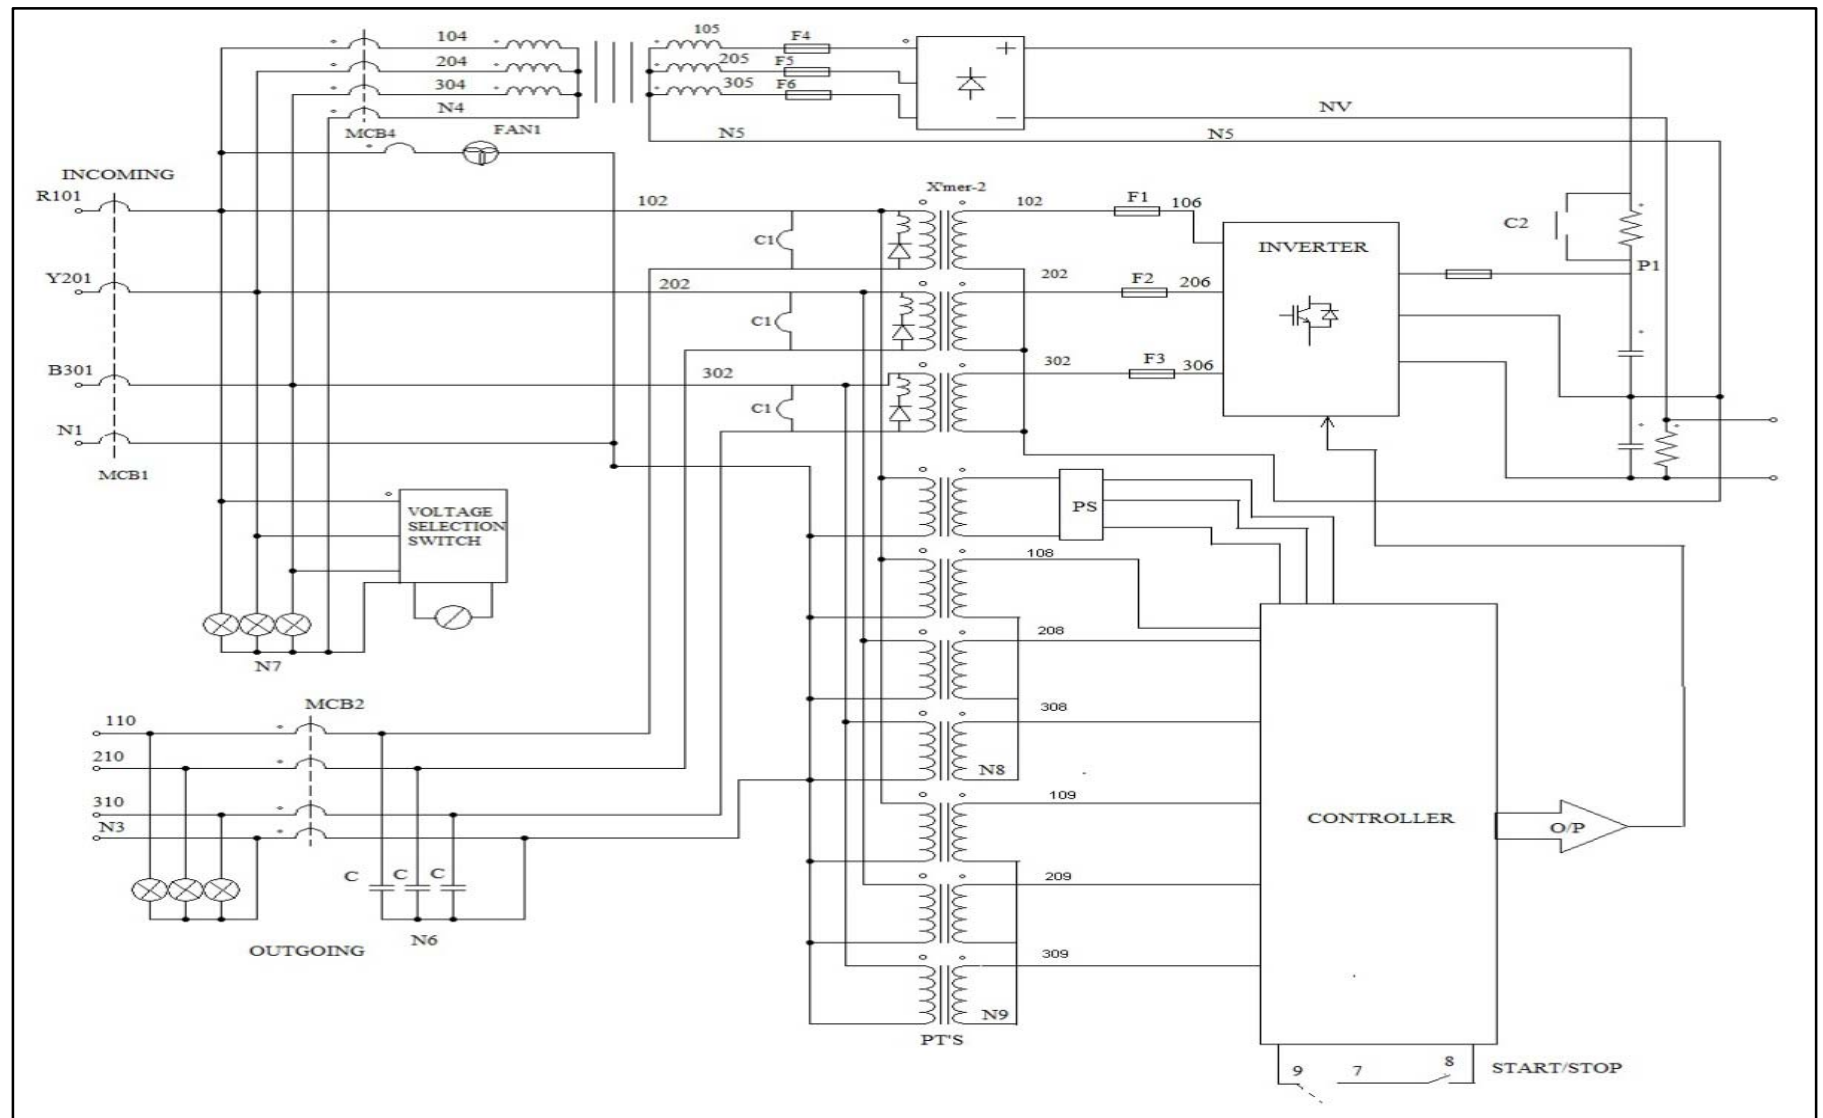 105
F4
104
+
204
205
F5
304
305
F6
N4
NV
MCB4
FAN1
N5
N5
INCOMING
R101
X'mer-2
102
102
F1
106
C2
C1
INVERTER
P1
Y201
202
202
F2
206
C1
B301
302
302
F3
306
C1
N1
MCB1
VOLTAGE
SELECTION
SWITCH
PS
108
208
N7
MCB2
308
110
210
N8
310
109
N3
CONTROLLER
O/P
C
C
C
209
N6
OUTGOING
309
N9
PT'S
9
7
8
START/STOP